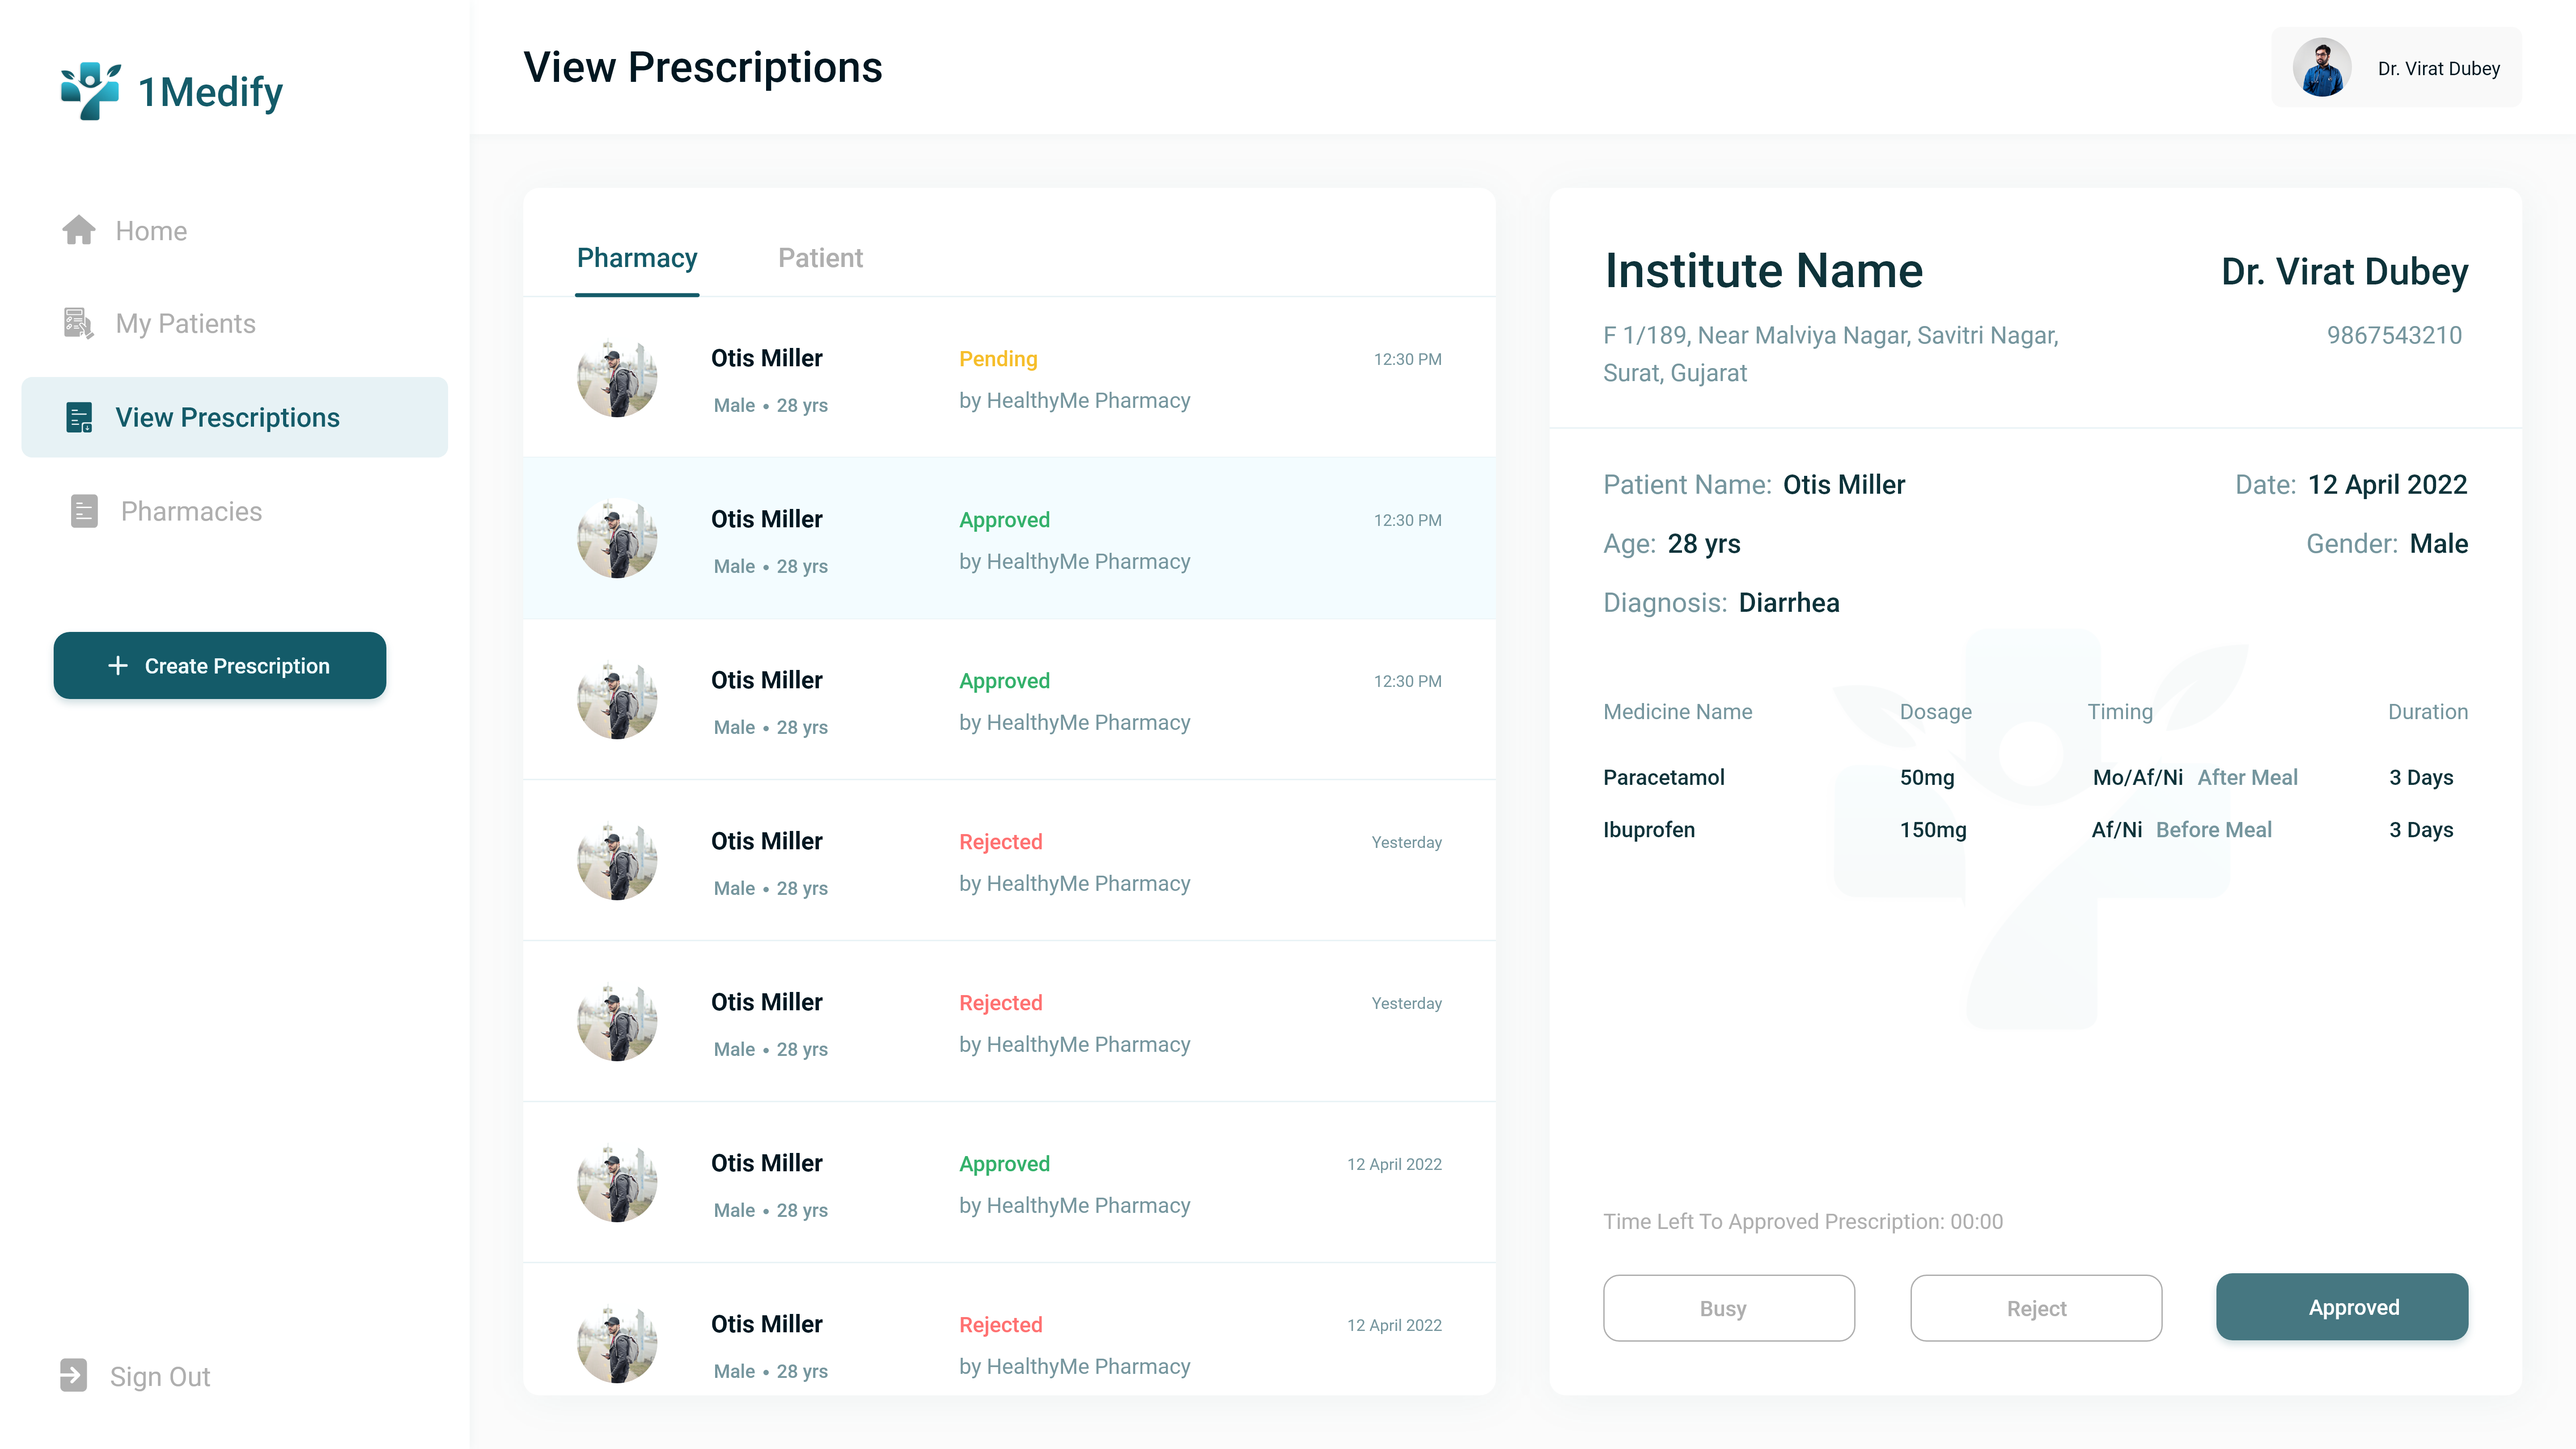 1Medify
Home
My Patients
View Prescriptions
Pharmacies
Create Prescription
Sign Out
View Prescriptions
Dr. Virat Dubey
Pharmacy Patient
Otis Miller Pending 12:30 PM
Male • 28 yrs by HealthyMe Pharmacy
Otis Miller Approved 12:30 PM
Male • 28 yrs by HealthyMe Pharmacy
Otis Miller Approved 12:30 PM
Male • 28 yrs by HealthyMe Pharmacy
Otis Miller Rejected Yesterday
Male • 28 yrs by HealthyMe Pharmacy
Otis Miller Rejected Yesterday
Male • 28 yrs by HealthyMe Pharmacy
Otis Miller Approved 12 April 2022
Male • 28 yrs by HealthyMe Pharmacy
Otis Miller Rejected 12 April 2022
Male • 28 yrs by HealthyMe Pharmacy
Institute Name Dr. Virat Dubey
F 1/189, Near Malviya Nagar, Savitri Nagar, 9867543210
Surat, Gujarat
Patient Name: Otis Miller Date: 12 April 2022
Age: 28 yrs Gender: Male
Diagnosis: Diarrhea
Medicine Name Dosage Timing Duration
Paracetamol 50mg Mo/Af/Ni After Meal 3 Days
Ibuprofen 150mg Af/Ni Before Meal 3 Days
Time Left To Approved Prescription: 00:00
Busy Reject Approved